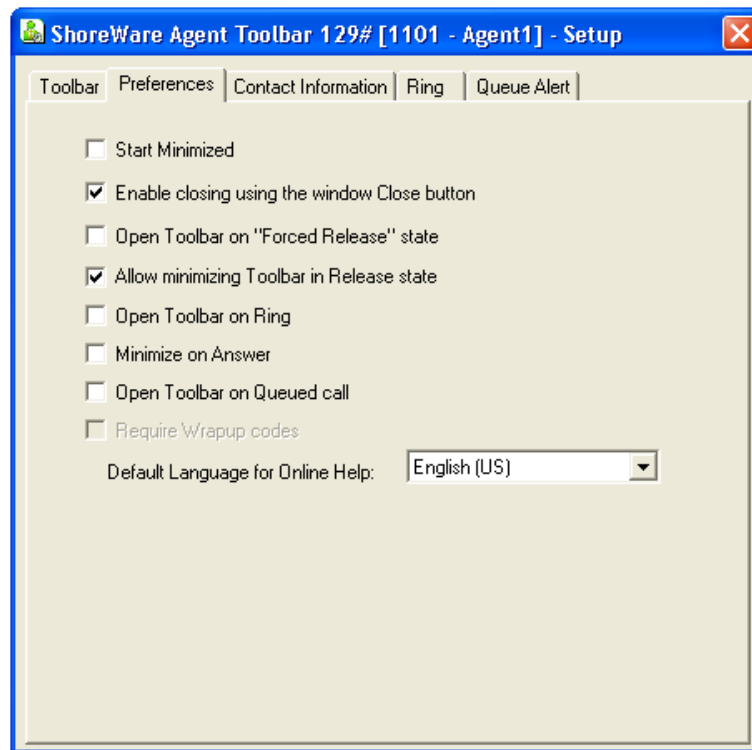 ShoreWare Agent Toolbar 129# [1101 - Agent1] - Setup
Toolbar Preferences Contact Information Ring Queue Alert
Start Minimized
Enable closing using the window Close button
Open Toolbar on "Forced Release" state
Allow minimizing Toolbar in Release state
Open Toolbar on Ring
Minimize on Answer
Open Toolbar on Queued call
Require Wrapup codes
Default Language for Online Help: English (US)